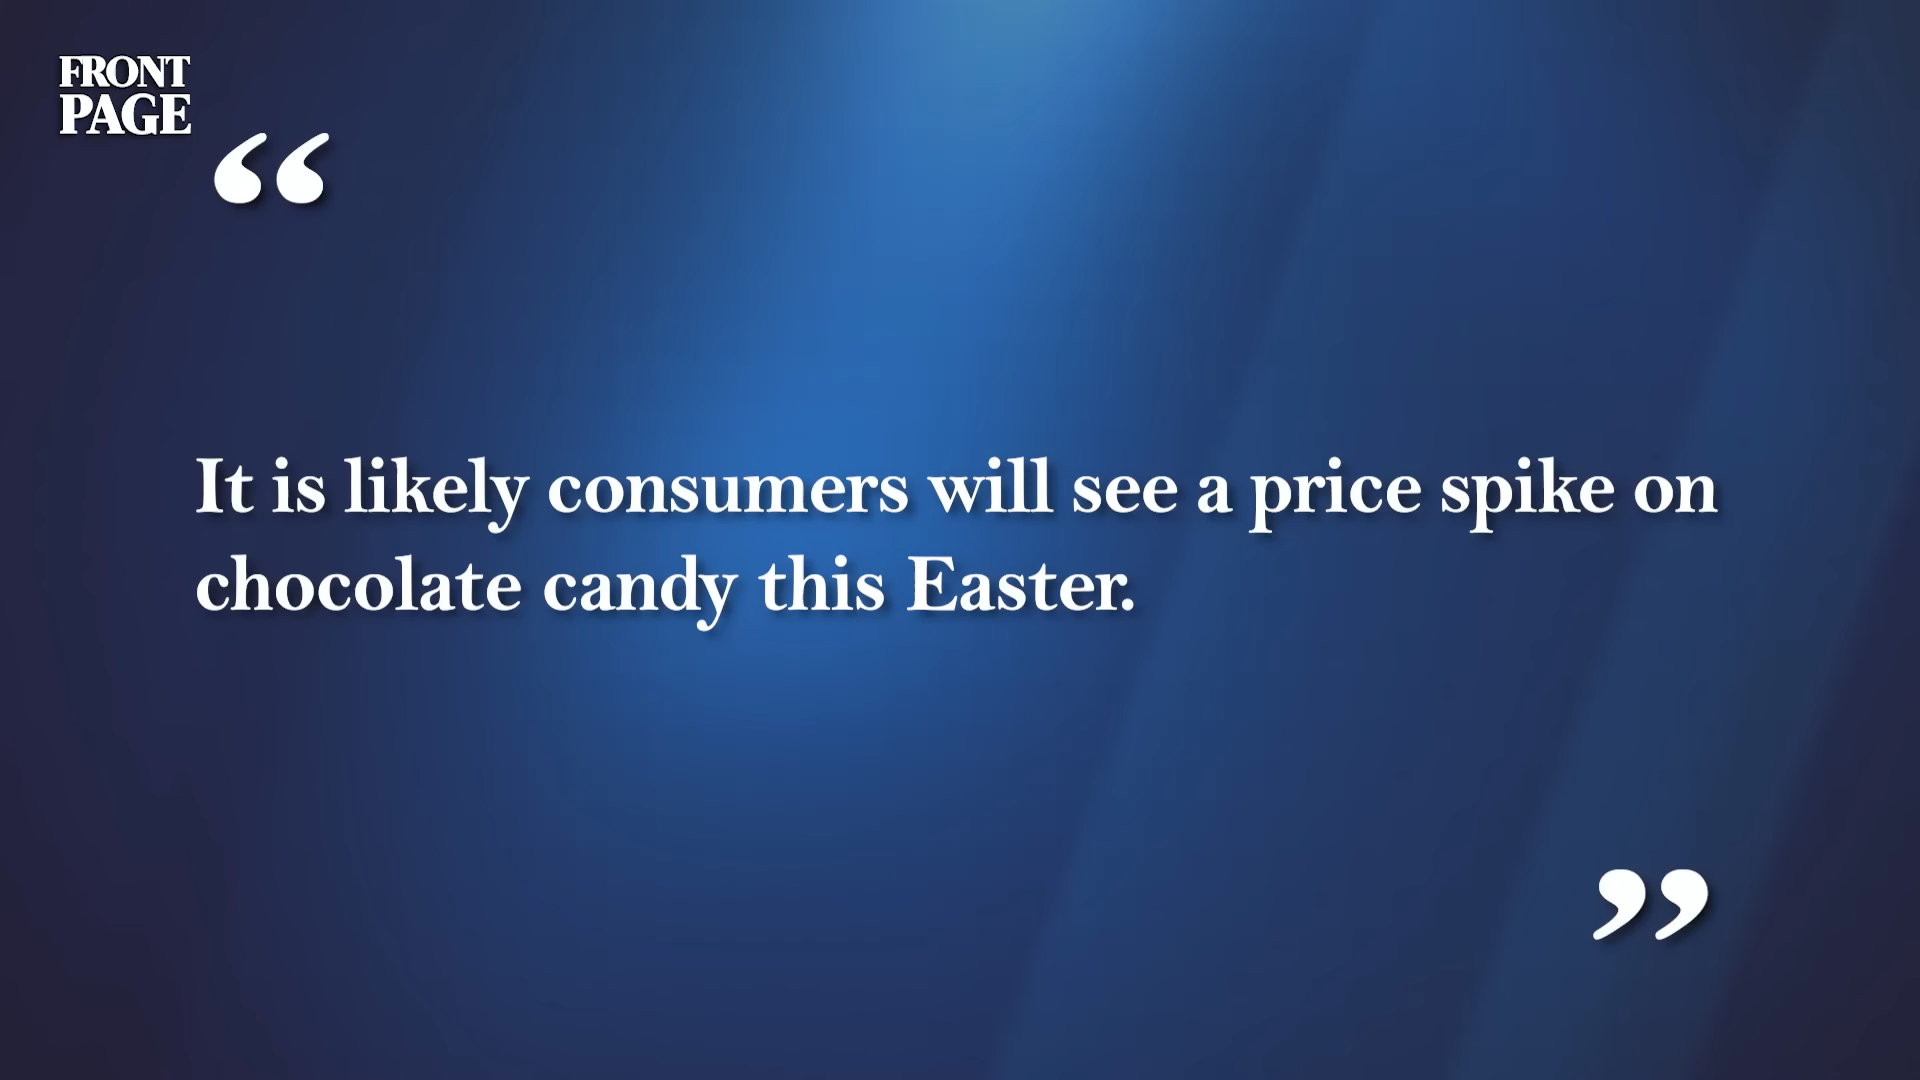 FRONT
PAGE
“
It is likely consumers will see a price spike on
chocolate candy this Easter.
”